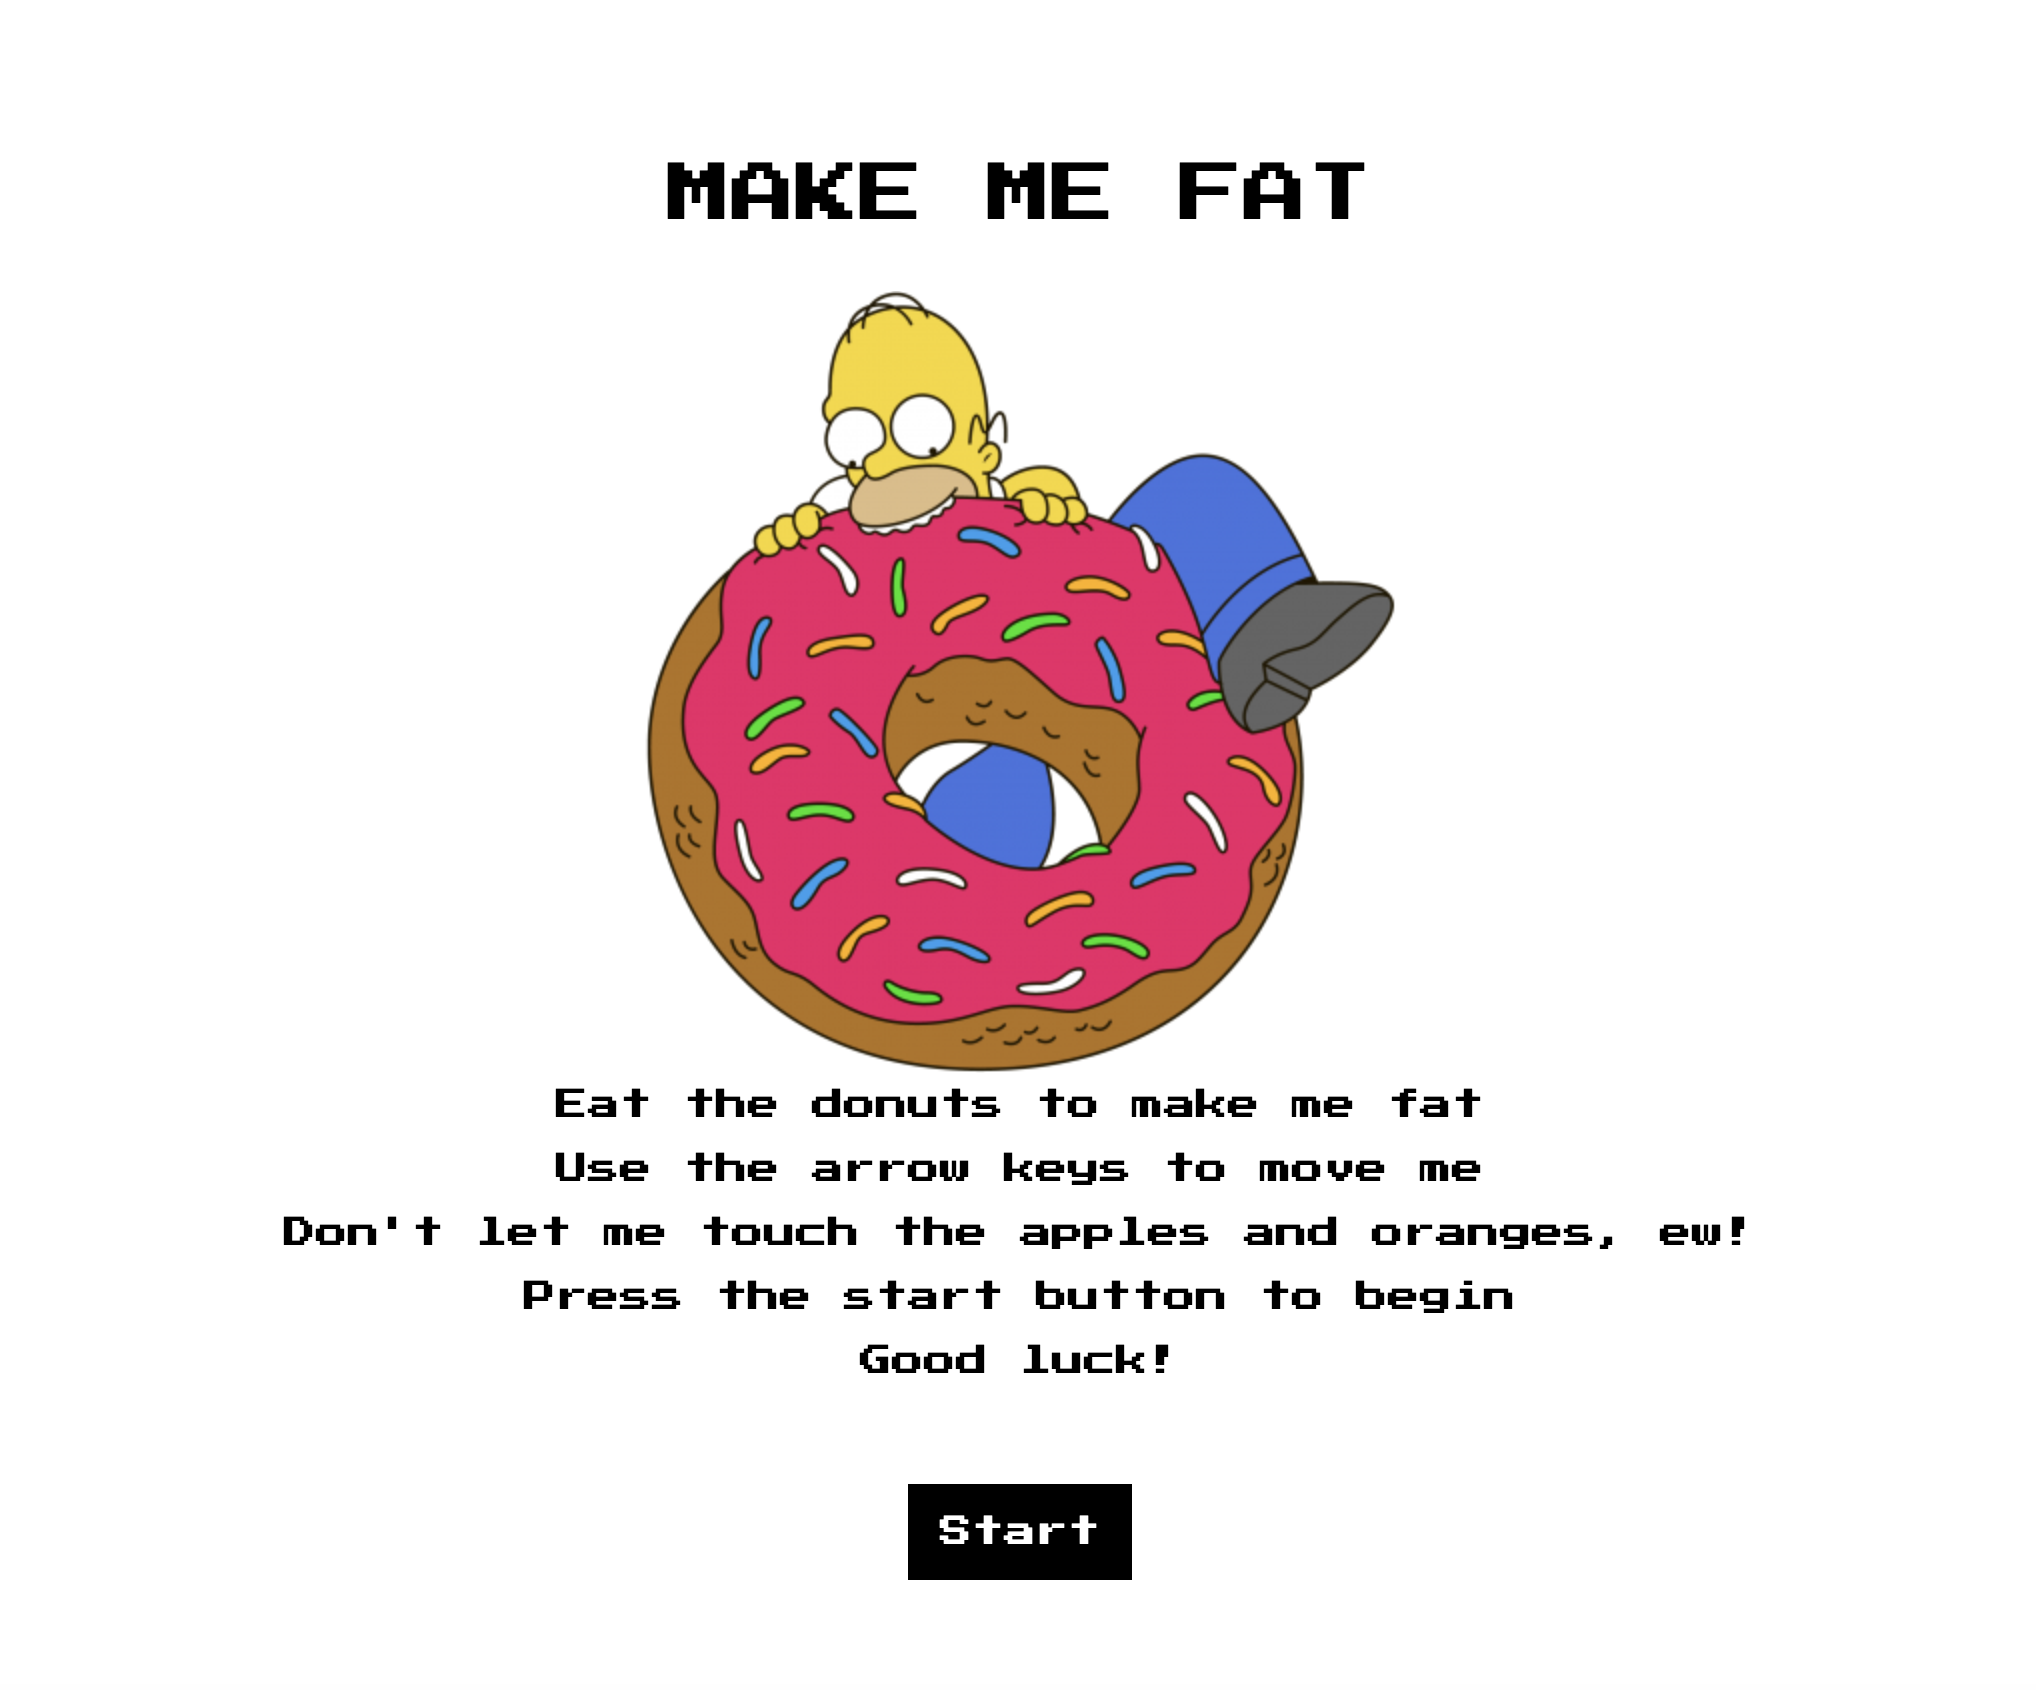 MAKE ME FAT
Eat the donuts to make me fat
Use the arrow keys to move me
Don't let me touch the apples and oranges, ew!
Press the start button to begin
Good luck!
Start